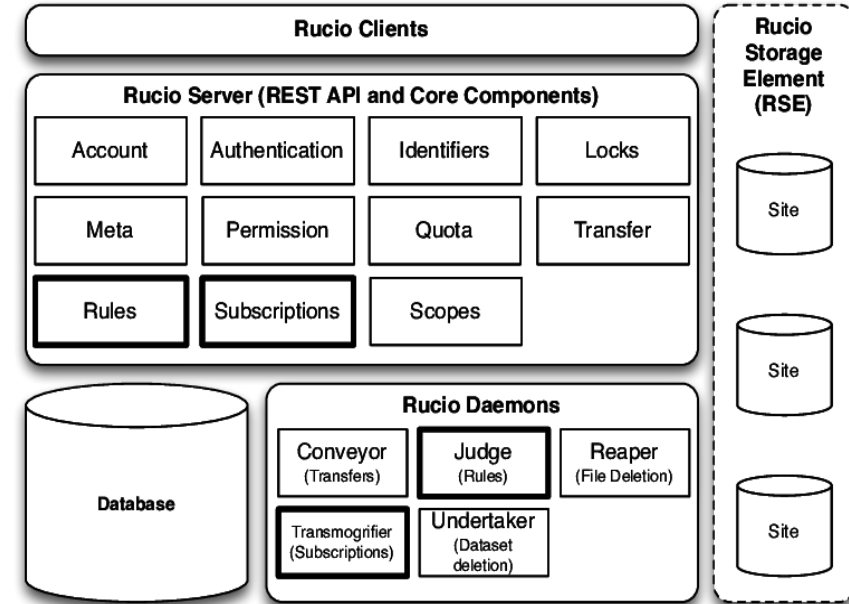 Rucio Clients
Rucio Server (REST API and Core Components)
Account
Authentication
Identifiers
Locks
Meta
Permission
Quota
Transfer
Rules
Subscriptions
Scopes
Database
Rucio Daemons
Conveyor
(Transfers)
Judge
(Rules)
Reaper
(File Deletion)
Transmogrifier
(Subscriptions)
Undertaker
(Dataset
deletion)
Rucio
Storage
Element
(RSE)
Site
Site
Site